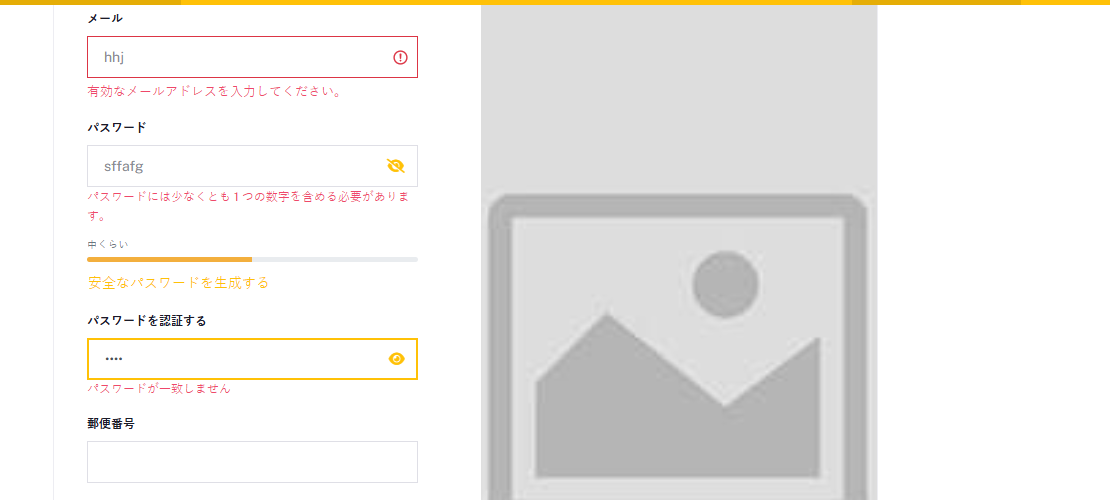 メール
hhj
有効なメールアドレスを入力してください。
パスワード
sffafg
パスワードには少なくとも1つの数字を含める必要がありま
す。
中くらい
安全なパスワードを生成する
パスワードを認証する
••••
パスワードが一致しません
郵便番号